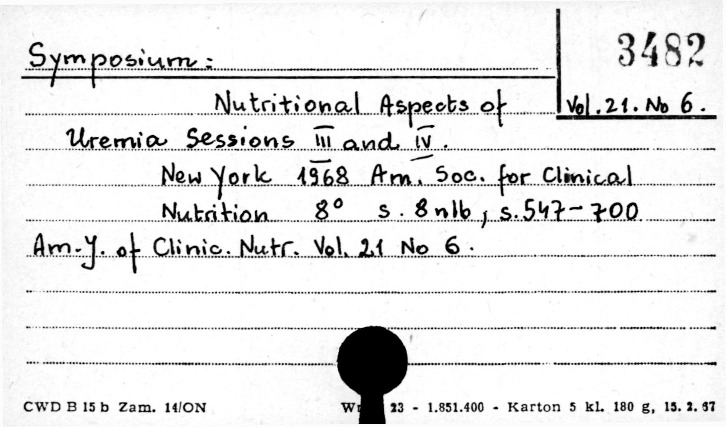 3482
Symposium:
Nutritional Aspects of
Vol. 21. No 6.
Uremia Sessions III and IV.
New York 1968 Am. Soc. for Clinical
Nutrition 8° s. 8nlb, s. 547-700
Am. J. of Clinic. Nutr. Vol. 21 No 6.
CWD B 15 b Zam. 14/ON
23 - 1.851.400 - Karton 5 kl. 180 g, 15. 2. 67